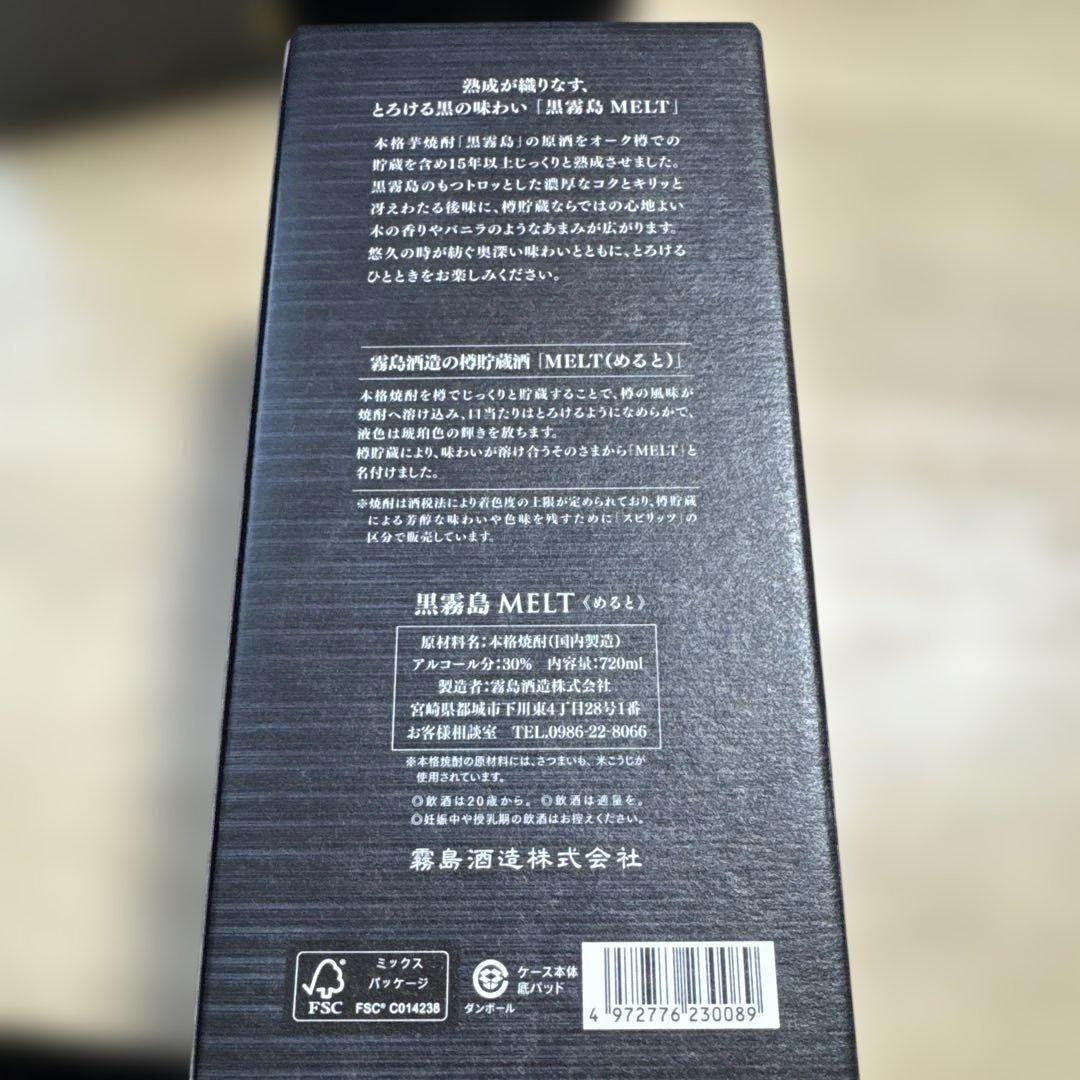 熟成が織りなす、
とろける黒の味わい「黒霧島 MELT」
本格芋焼酎「黒霧島」の原酒をオーク樽での
貯蔵を含め15年以上じっくりと熟成させました。
黒霧島のもつトロッとした濃厚なコクとキリッと
冴えわたる後味に、樽貯蔵ならではの心地よい
木の香りやバニラのようなあまみが広がります。
悠久の時が紡ぐ奥深い味わいとともに、とろける
ひとときをお楽しみください。
霧島酒造の樽貯蔵酒「MELT(めると)」
本格焼酎を樽でじっくりと貯蔵することで、樽の風味が
焼酎へ溶け込み、口当たりはとろけるようになめらかで、
液色は琥珀色の輝きを放ちます。
樽貯蔵により、味わいが溶け合うそのさまから「MELT」と
名付けました。
※焼酎は酒税法により着色度の上限が定められており、樽貯蔵
による芳醇な味わいや色味を残すために「スピリッツ」の
区分で販売しています。
黒霧島 MELT《めると》
原材料名:本格焼酎(国内製造)
アルコール分:30% 内容量:720ml
製造者:霧島酒造株式会社
宮崎県都城市下川東4丁目28号1番
お客様相談室 TEL.0986-22-8066
※本格焼酎の原材料には、さつまいも、米こうじが
使用されています。
◎飲酒は20歳から。◎飲酒は適量を。
◎妊娠中や授乳期の飲酒はお控えください。
霧島酒造株式会社
FSC
ミックス
パッケージ
FSC® C014238
ダンボール
ケース本体
底パッド
4 972776 230089